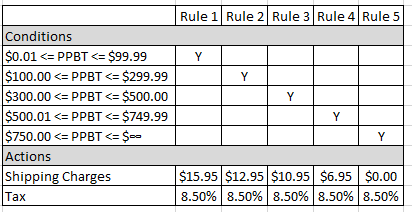 Rule 1 Rule 2 Rule 3 Rule 4 Rule 5
Conditions
$0.01 <= PPBT <= $99.99 Y
$100.00 <= PPBT <= $299.99 Y
$300.00 <= PPBT <= $500.00 Y
$500.01 <= PPBT <= $749.99 Y
$750.00 <= PPBT <= $∞ Y
Actions
Shipping Charges $15.95 $12.95 $10.95 $6.95 $0.00
Tax 8.50% 8.50% 8.50% 8.50% 8.50%